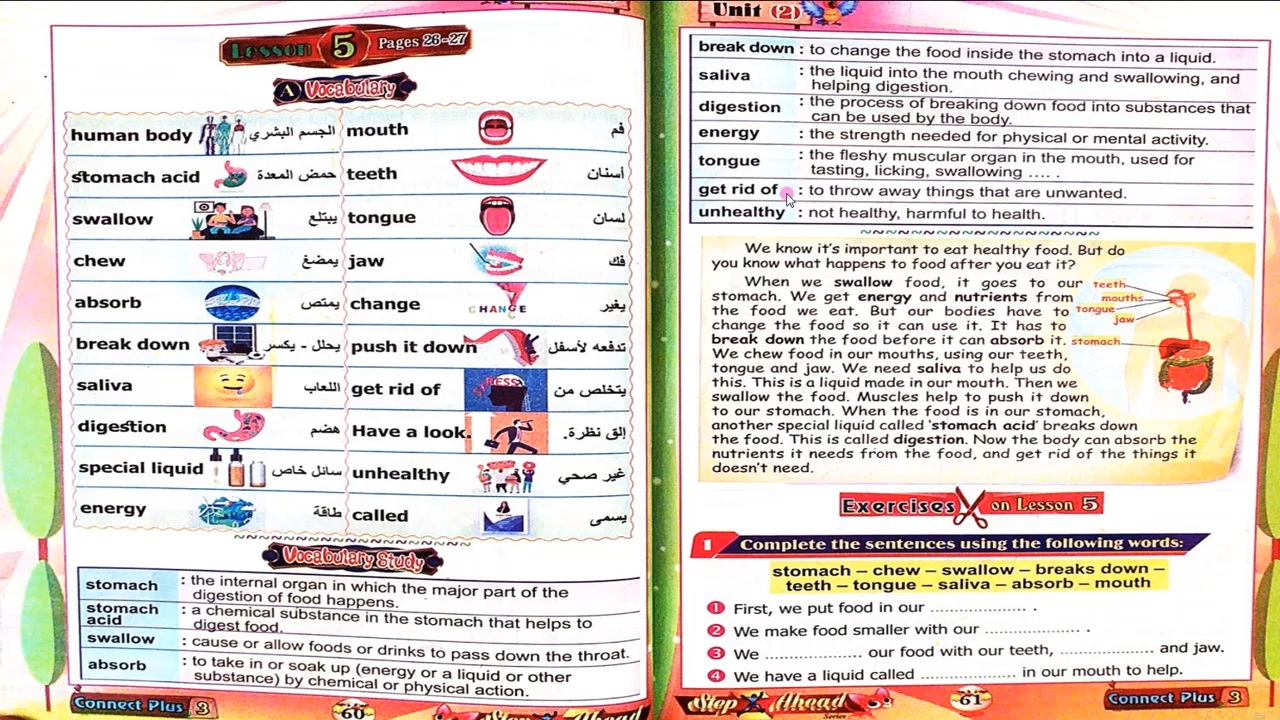 Lesson 5 Pages 26-27
A Vocabulary
human body الجسم البشري mouth فم
stomach acid حمض المعدة teeth أسنان
swallow يبتلع tongue لسان
chew يمضغ jaw فك
absorb يمتص change CHANGE يغير
break down يحلل - يكسر push it down تدفعه لأسفل
saliva اللعاب get rid of STRESS يتخلص من
digestion هضم Have a look. إلق نظرة.
special liquid سائل خاص unhealthy غير صحي
energy طاقة called يسمى
Vocabulary Study
stomach : the internal organ in which the major part of the
digestion of food happens.
stomach : a chemical substance in the stomach that helps to
acid digest food.
swallow : cause or allow foods or drinks to pass down the throat.
absorb : to take in or soak up (energy or a liquid or other
substance) by chemical or physical action.
Connect Plus 3 60 Step Ahead
Unit (2)
break down : to change the food inside the stomach into a liquid.
saliva : the liquid into the mouth chewing and swallowing, and
helping digestion.
digestion : the process of breaking down food into substances that
can be used by the body.
energy : the strength needed for physical or mental activity.
tongue : the fleshy muscular organ in the mouth, used for
tasting, licking, swallowing .... .
get rid of : to throw away things that are unwanted.
unhealthy : not healthy, harmful to health.
We know it's important to eat healthy food. But do
you know what happens to food after you eat it?
When we swallow food, it goes to our
stomach. We get energy and nutrients from
the food we eat. But our bodies have to
change the food so it can use it. It has to
break down the food before it can absorb it.
We chew food in our mouths, using our teeth,
tongue and jaw. We need saliva to help us do
this. This is a liquid made in our mouth. Then we
swallow the food. Muscles help to push it down
to our stomach. When the food is in our stomach,
another special liquid called 'stomach acid' breaks down
the food. This is called digestion. Now the body can absorb the
nutrients it needs from the food, and get rid of the things it
doesn't need.
teeth
mouths
tongue
jaw
stomach
Exercises on Lesson 5
1 Complete the sentences using the following words:
stomach – chew – swallow – breaks down –
teeth – tongue – saliva – absorb – mouth
1 First, we put food in our .................. .
2 We make food smaller with our .................. .
3 We .................. our food with our teeth, .................. and jaw.
4 We have a liquid called .................. in our mouth to help.
Step Ahead Series 61 Connect Plus 3